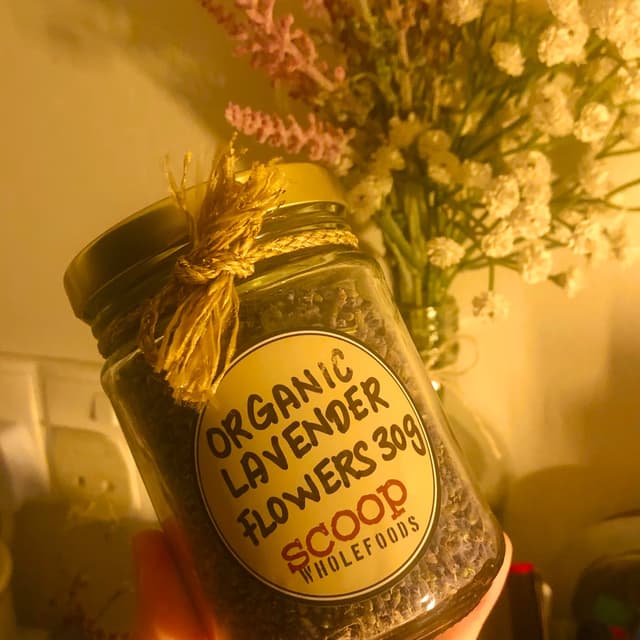 ORGANIC
LAVENDER
FLOWERS 30g
scoop
WHOLEFOODS